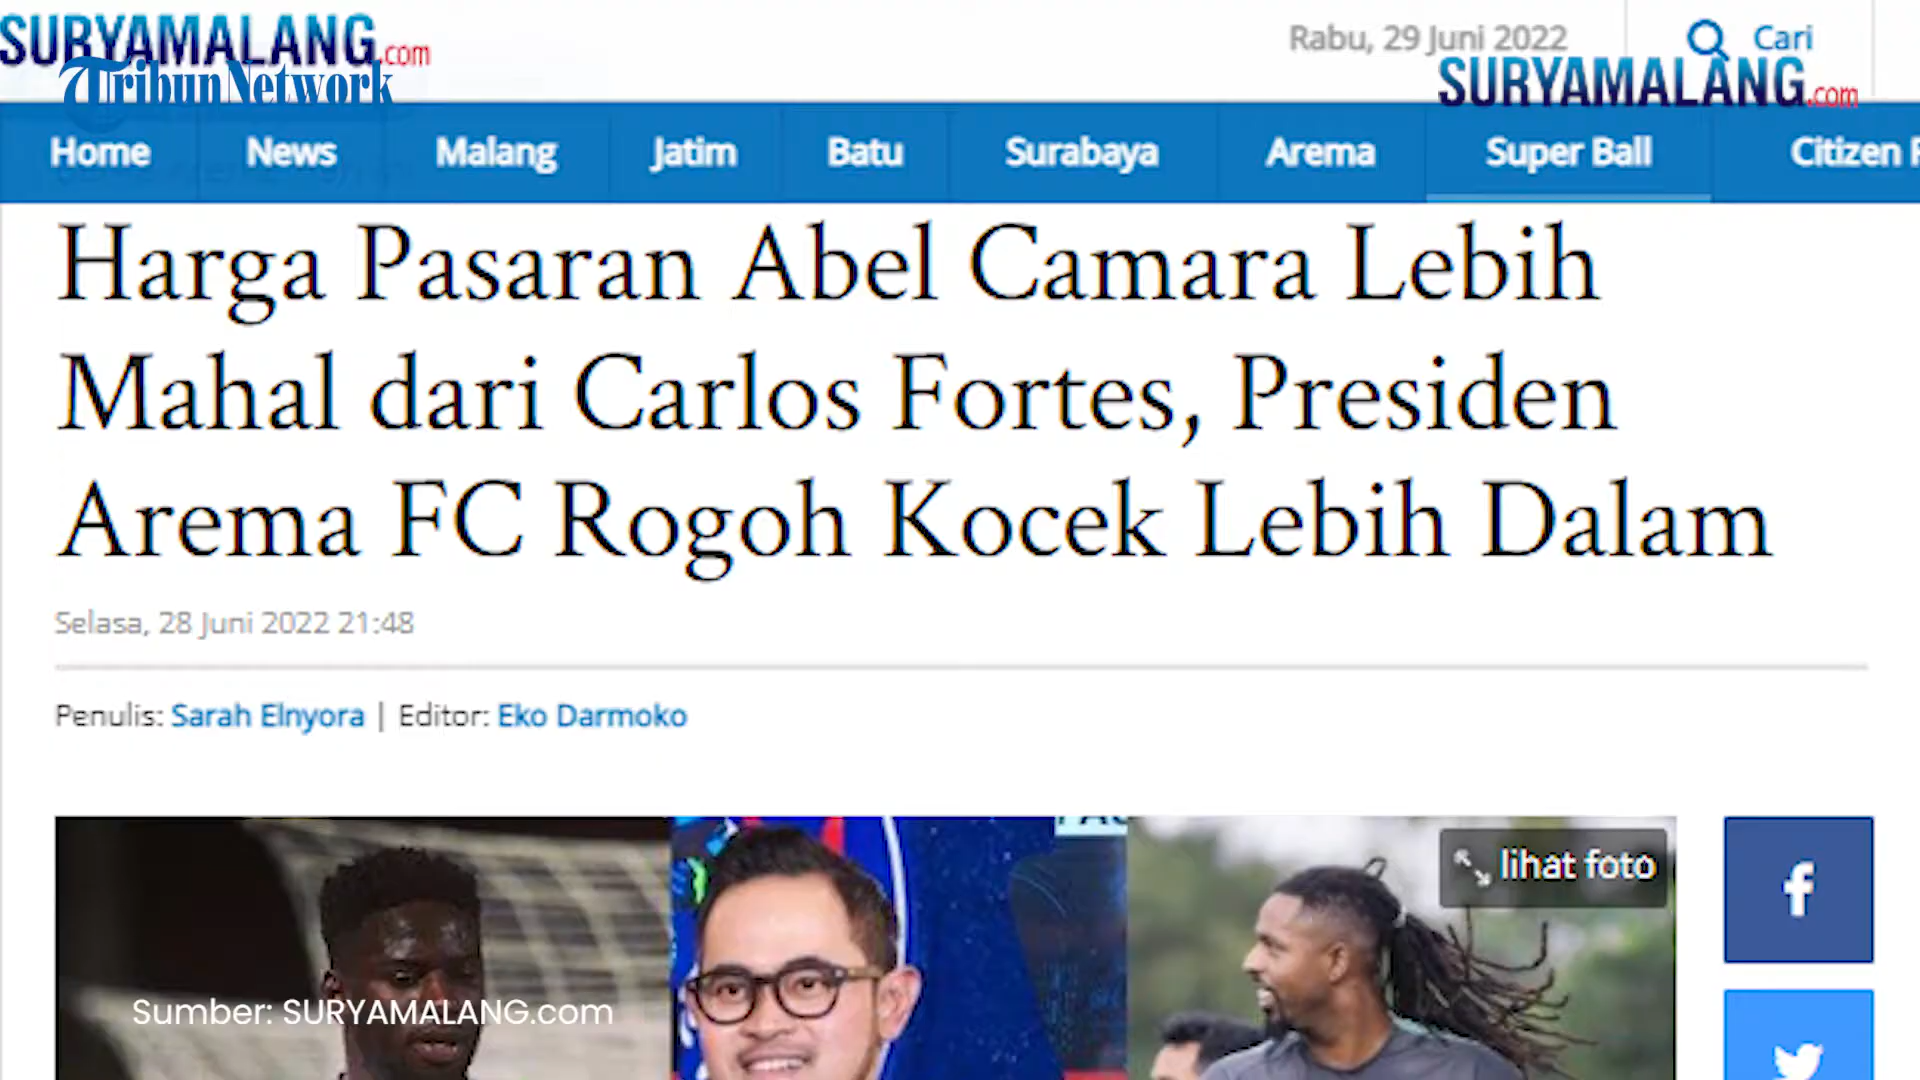 SURYAMALANG.com
TribunNetwork
Rabu, 29 Juni 2022
Cari
SURYAMALANG.com
Home News Malang Jatim Batu Surabaya Arema Super Ball Citizen
Harga Pasaran Abel Camara Lebih
Mahal dari Carlos Fortes, Presiden
Arema FC Rogoh Kocek Lebih Dalam
Selasa, 28 Juni 2022 21:48
Penulis: Sarah Elnyora | Editor: Eko Darmoko
lihat foto
Sumber: SURYAMALANG.com